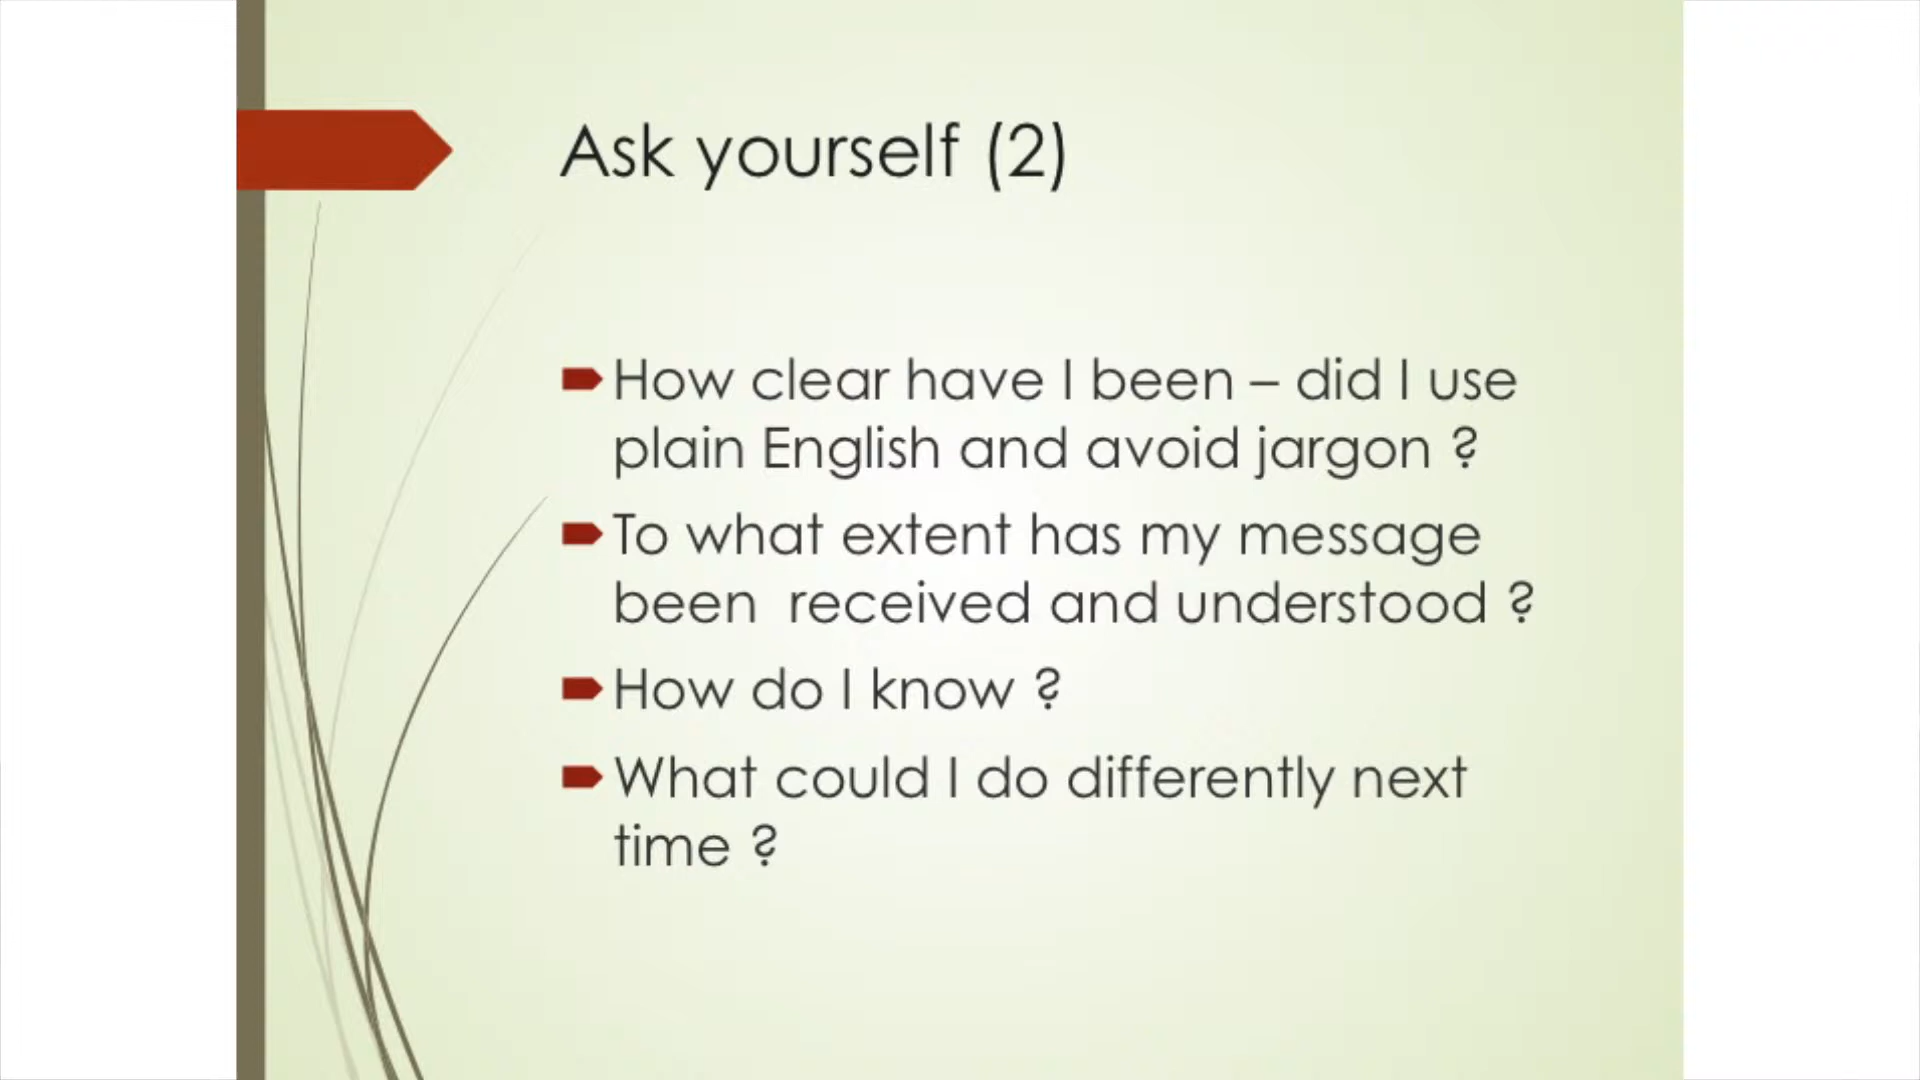 Ask yourself (2)
How clear have I been – did I use
plain English and avoid jargon ?
To what extent has my message
been  received and understood ?
How do I know ?
What could I do differently next
time ?